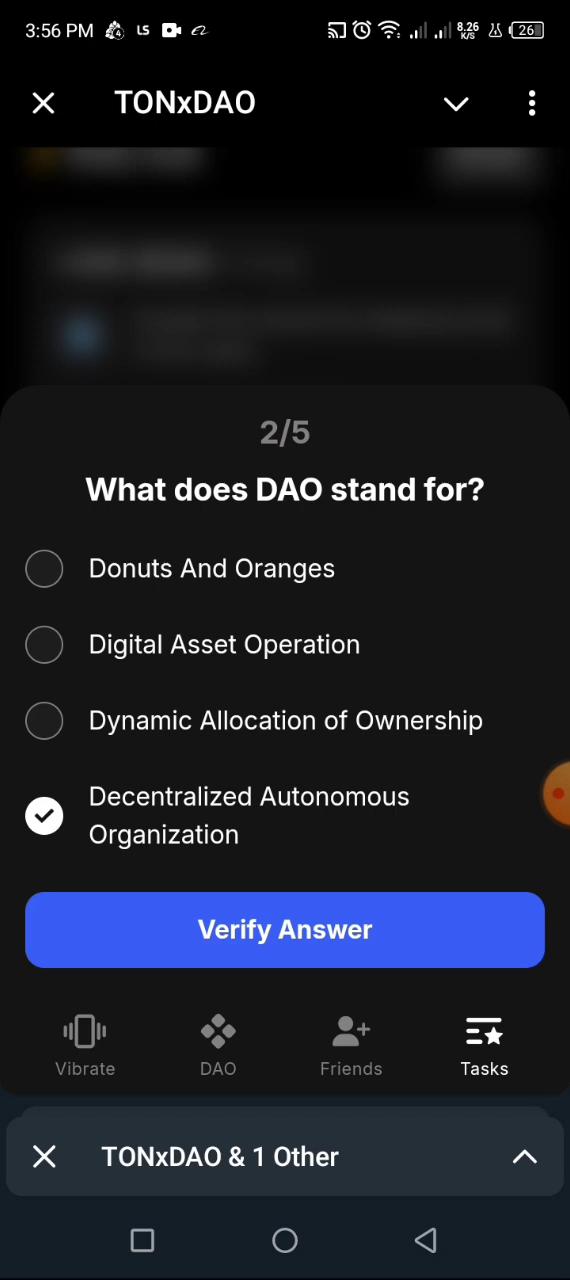 3:56 PM 4 LS 8.26 K/S 26
TONxDAO
2/5
What does DAO stand for?
Donuts And Oranges
Digital Asset Operation
Dynamic Allocation of Ownership
Decentralized Autonomous
Organization
Verify Answer
Vibrate DAO Friends Tasks
TONxDAO & 1 Other